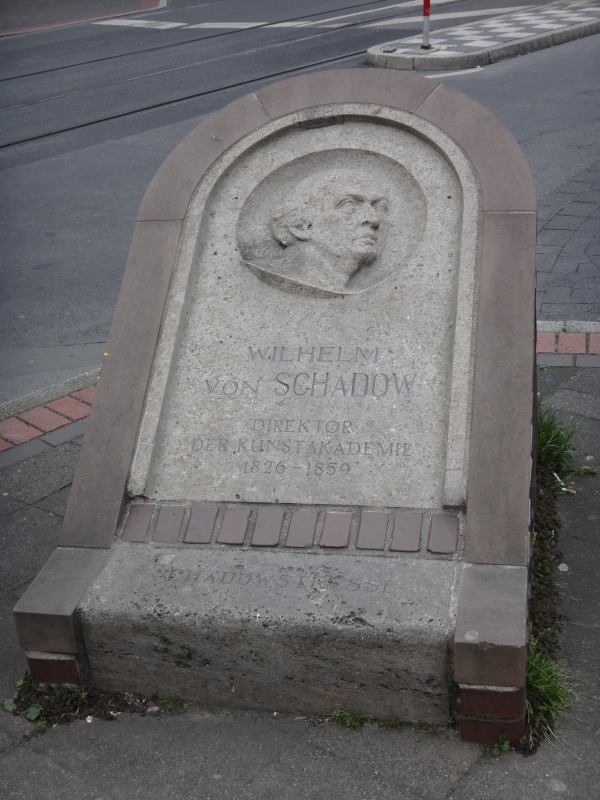 WILHELM
VON SCHADOW
DIREKTOR
DER KUNSTAKADEMIE
1826-1859
SCHADOWSTRASSE